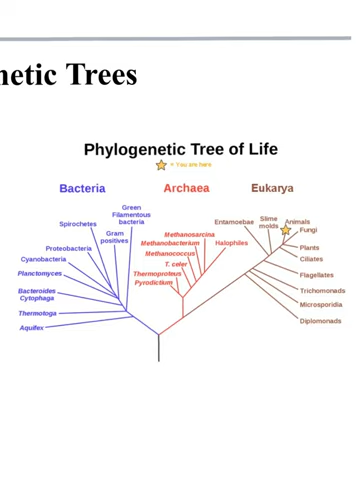 netic Trees
Phylogenetic Tree of Life
= You are here
Bacteria
Archaea
Eukarya
Green
Filamentous
bacteria
Spirochetes
Gram
positives
Proteobacteria
Cyanobacteria
Planctomyces
Bacteroides
Cytophaga
Thermotoga
Aquifex
Methanosarcina
Methanobacterium
Halophiles
Methanococcus
T. celer
Thermoproteus
Pyrodictium
Entamoebae
Slime
molds
Animals
Fungi
Plants
Ciliates
Flagellates
Trichomonads
Microsporidia
Diplomonads